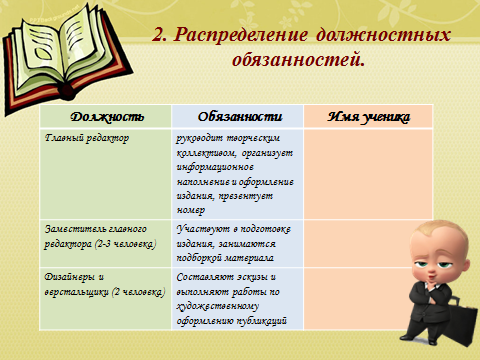 2. Распределение должностных
обязанностей.
Должность
Обязанности
Имя ученика
Главный редактор
руководит творческим
коллективом, организует
информационное
наполнение и оформление
издания, презентует
номер
Заместитель главного
редактора (2-3 человека)
Участвуют в подготовке
издания, занимаются
подборкой материала
Дизайнеры и
верстальщики (2 человека)
Составляют эскизы и
выполняют работы по
художественному
оформлению публикаций